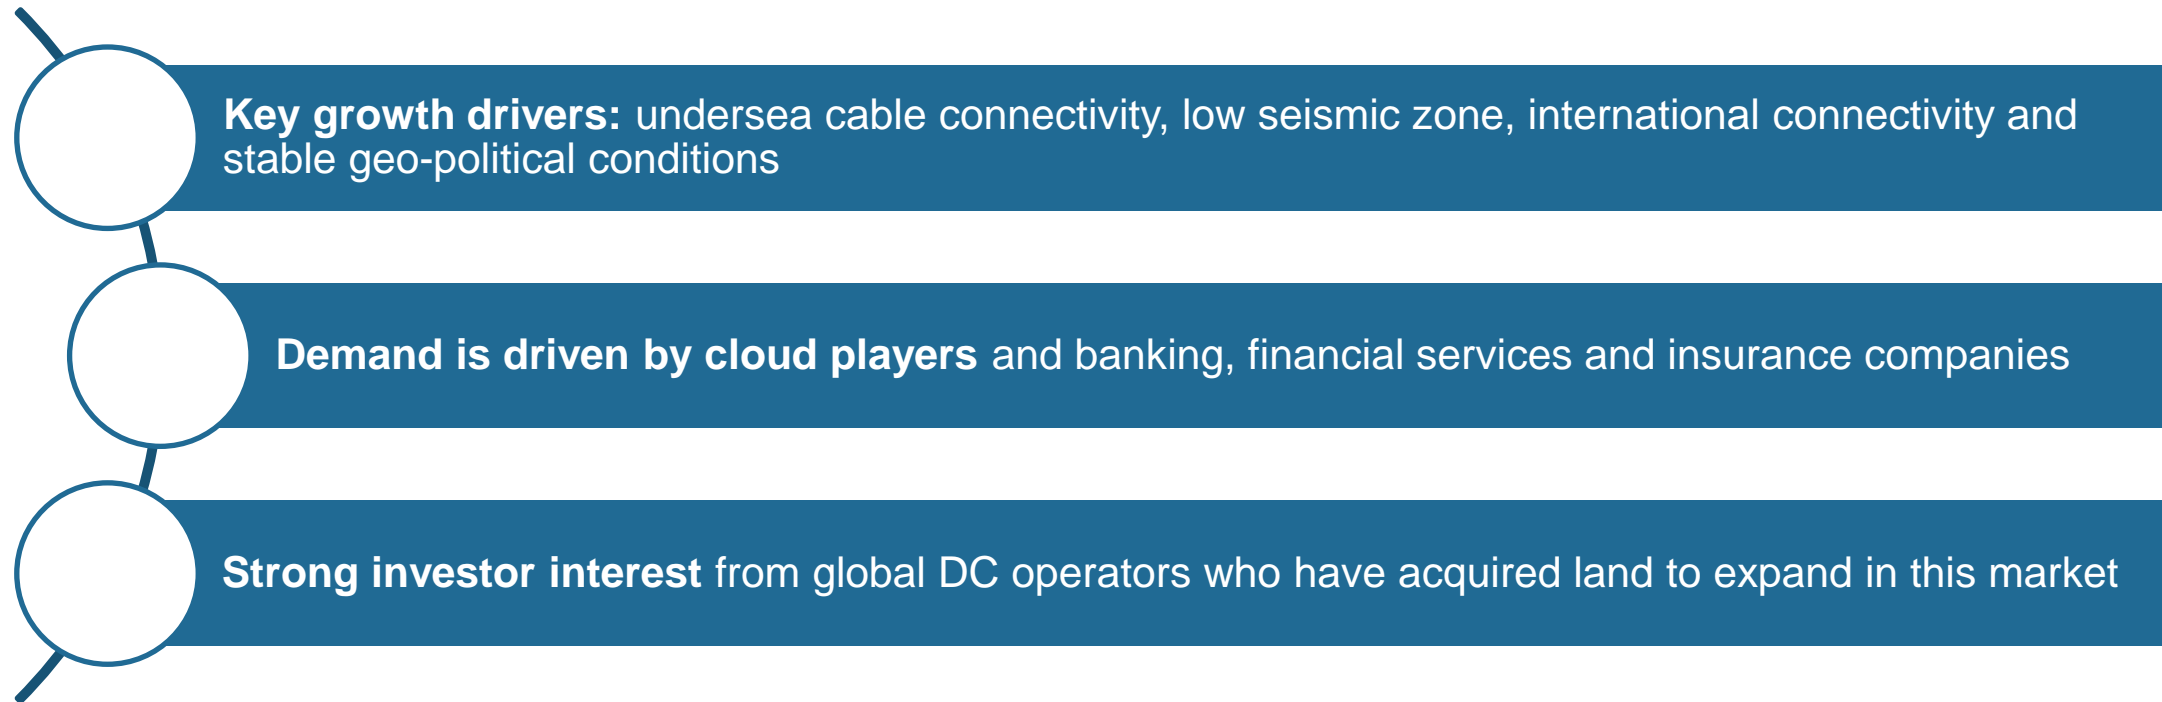 Key growth drivers: undersea cable connectivity, low seismic zone, international connectivity and
stable geo-political conditions
Demand is driven by cloud players and banking, financial services and insurance companies
Strong investor interest from global DC operators who have acquired land to expand in this market